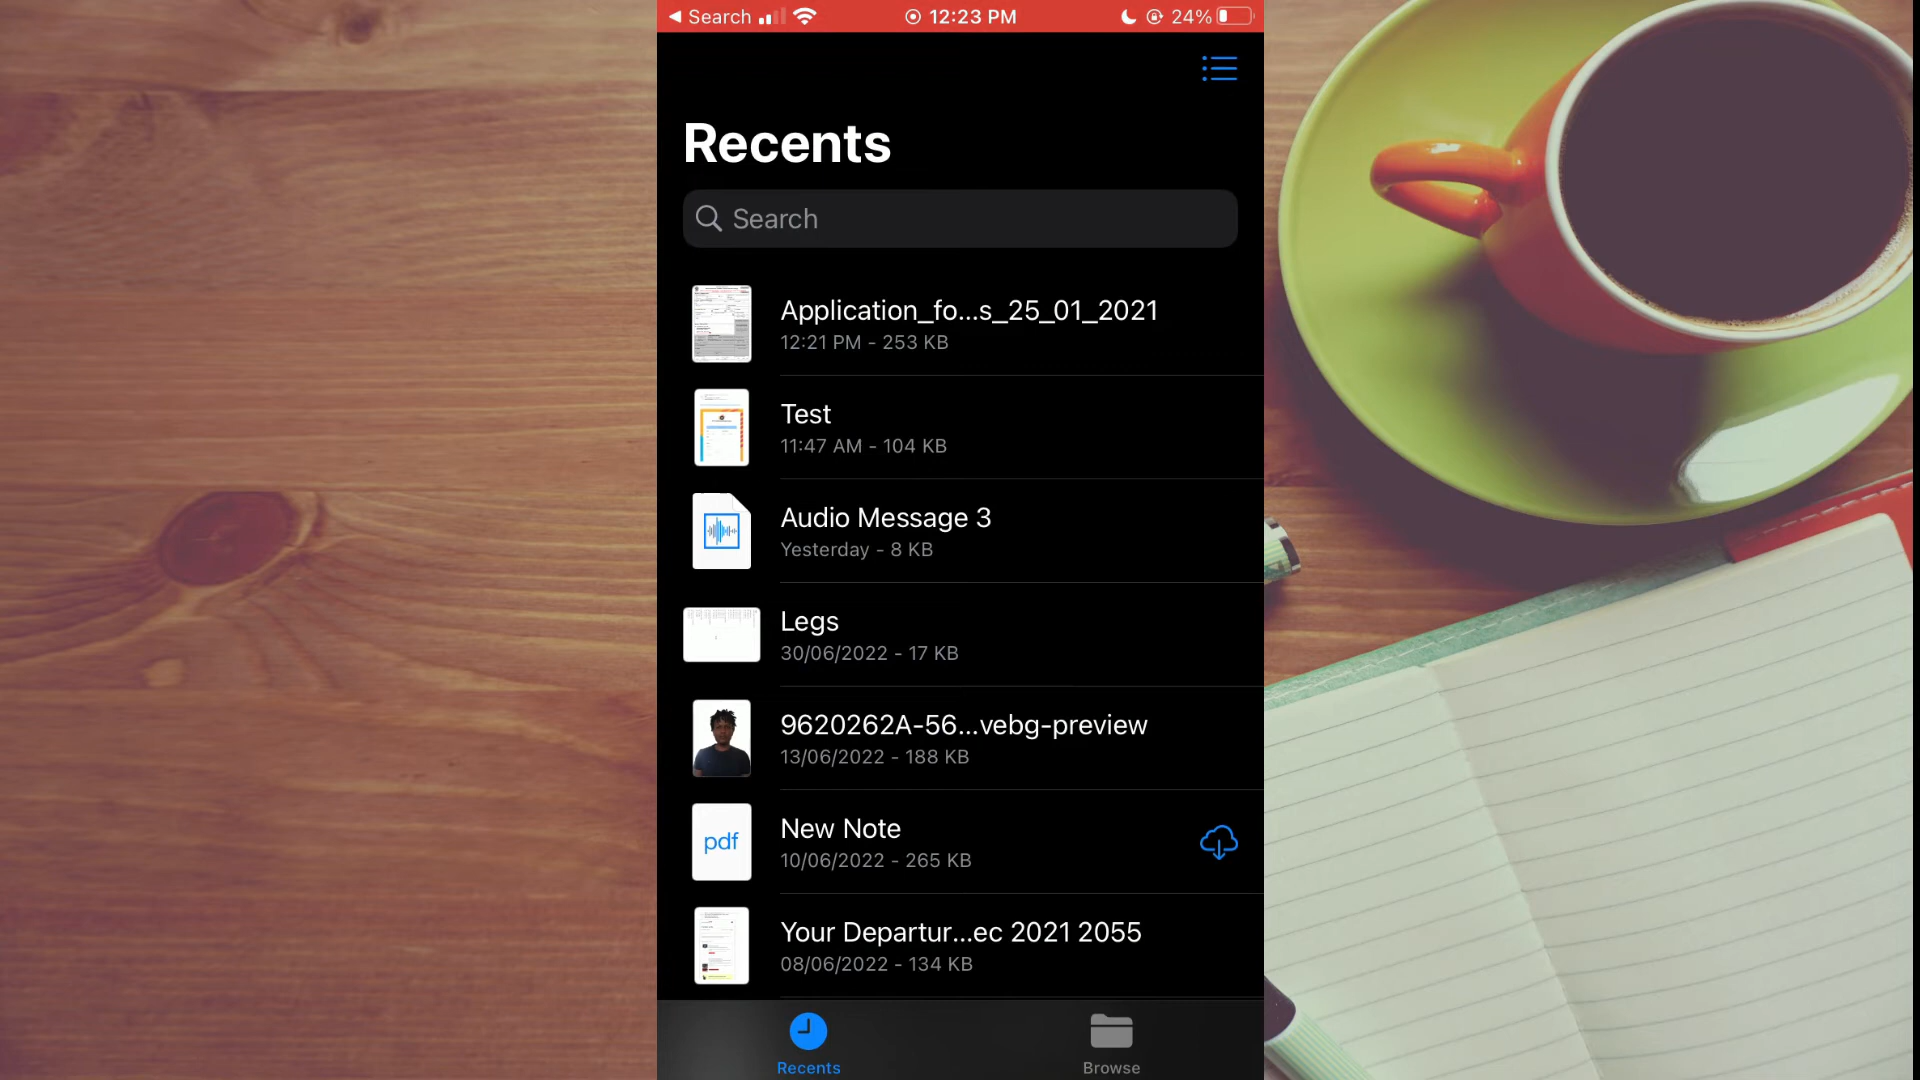 Search
12:23 PM
24%
Recents
Search
Application_fo...s_25_01_2021
12:21 PM - 253 KB
Test
11:47 AM - 104 KB
Audio Message 3
Yesterday - 8 KB
Legs
30/06/2022 - 17 KB
9620262A-56...vebg-preview
13/06/2022 - 188 KB
pdf
New Note
10/06/2022 - 265 KB
Your Departur...ec 2021 2055
08/06/2022 - 134 KB
Recents
Browse